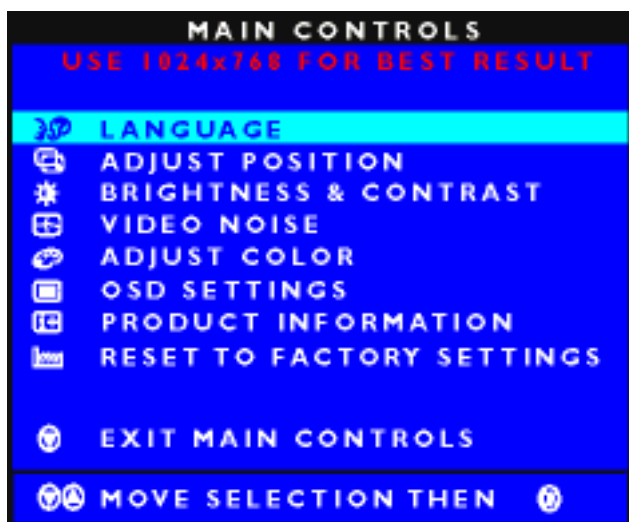 MAIN CONTROLS
USE 1024x768 FOR BEST RESULT
LANGUAGE
ADJUST POSITION
BRIGHTNESS & CONTRAST
VIDEO NOISE
ADJUST COLOR
OSD SETTINGS
PRODUCT INFORMATION
RESET TO FACTORY SETTINGS
EXIT MAIN CONTROLS
MOVE SELECTION THEN